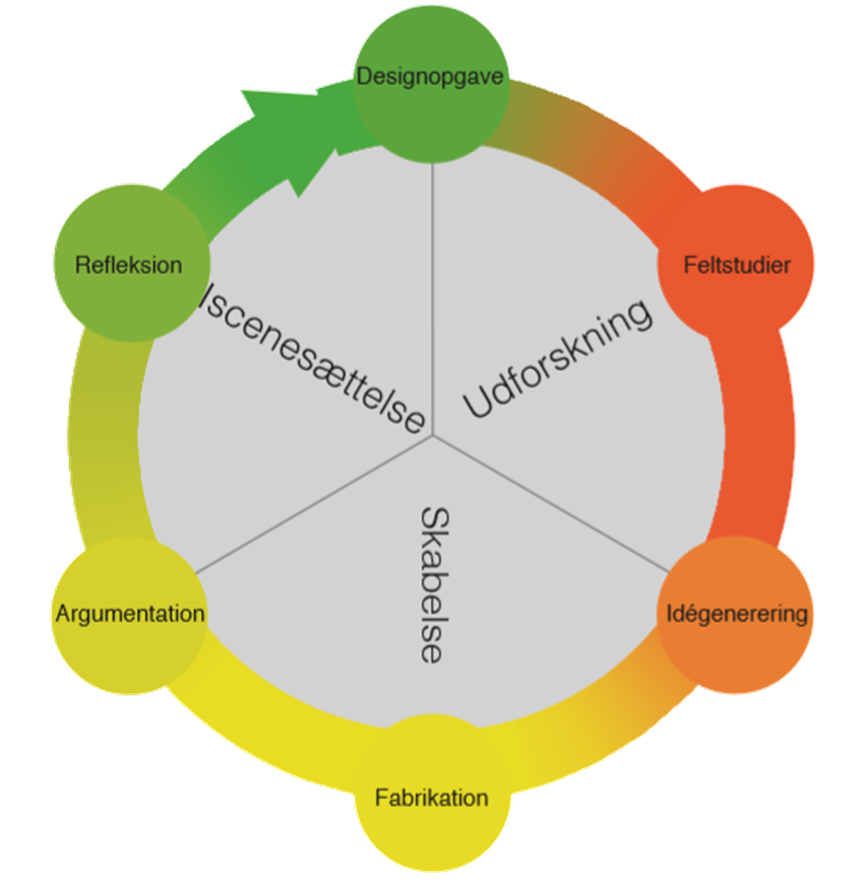 Designopgave
Feltstudier
Idégenerering
Fabrikation
Argumentation
Refleksion
Udforskning
Skabelse
Iscenesættelse